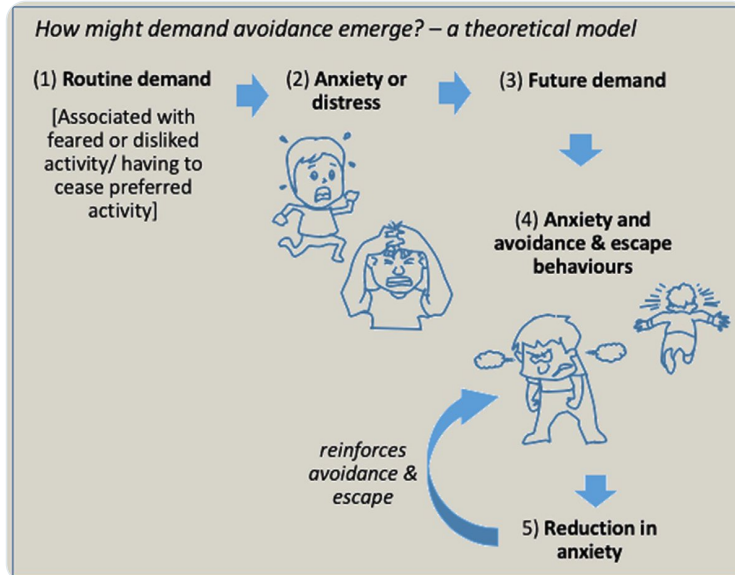 How might demand avoidance emerge? – a theoretical model
(1) Routine demand
[Associated with
feared or disliked
activity/ having to
cease preferred
activity]
(2) Anxiety or
distress
(3) Future demand
(4) Anxiety and
avoidance & escape
behaviours
reinforces
avoidance &
escape
5) Reduction in
anxiety